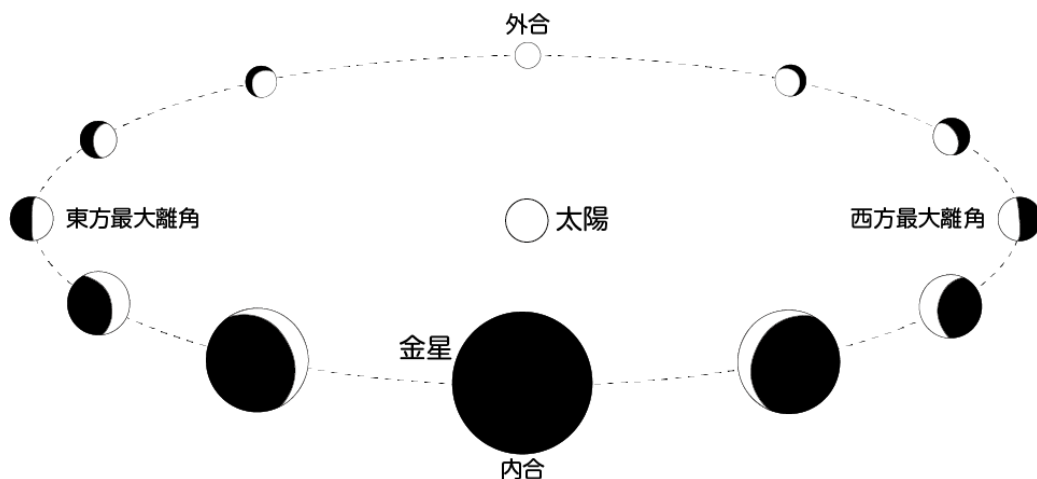 外合
東方最大離角
太陽
西方最大離角
金星
内合